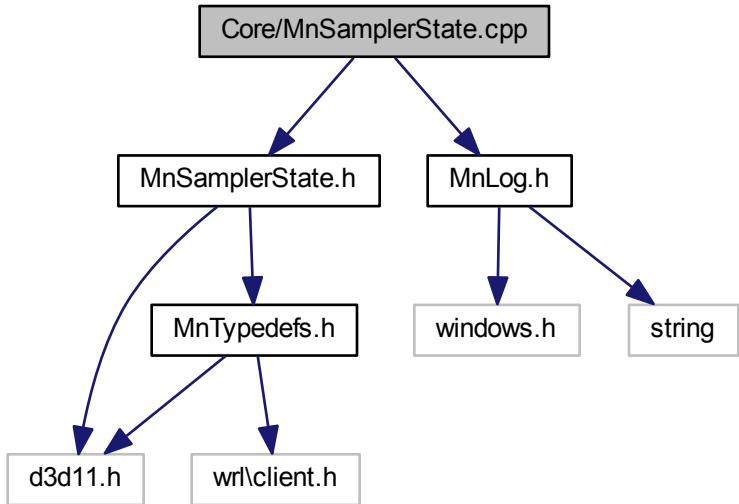 Core/MnSamplerState.cpp
MnSamplerState.h
MnLog.h
MnTypedefs.h
windows.h
string
d3d11.h
wrl\client.h